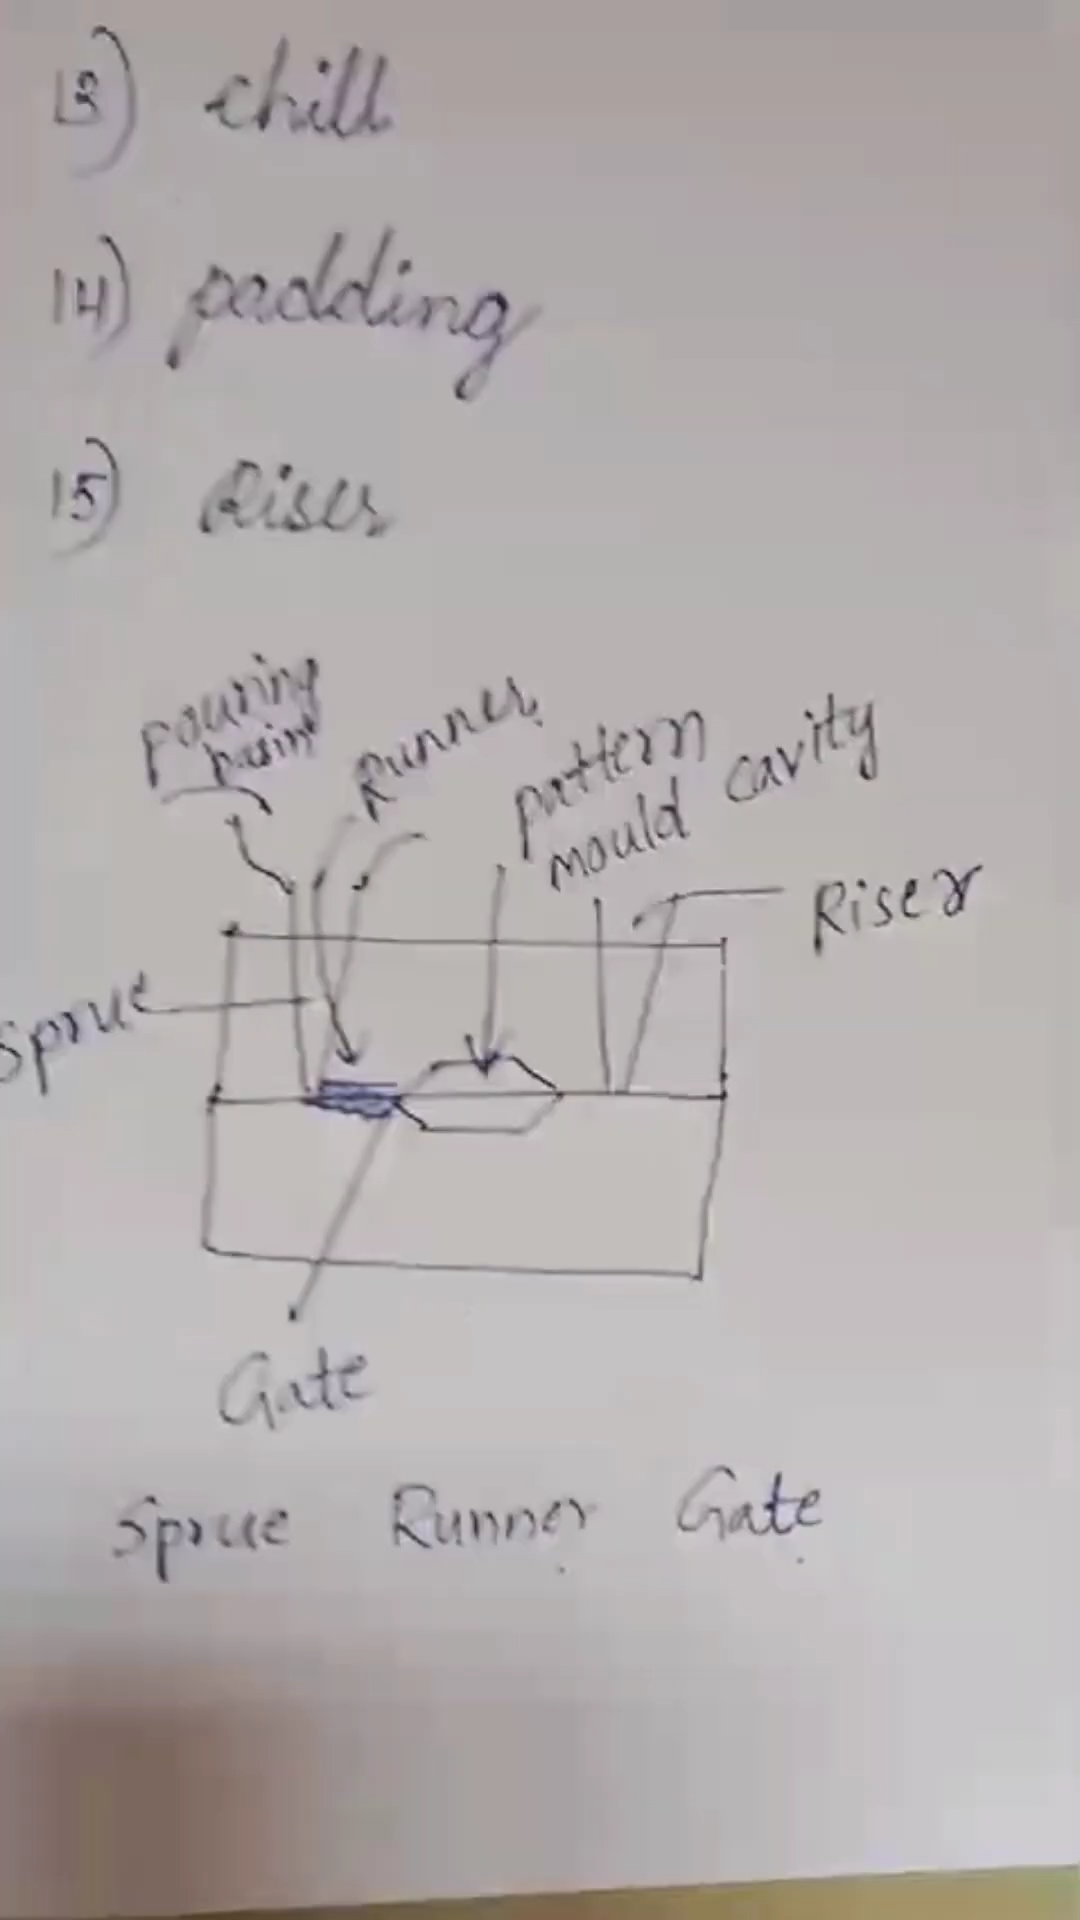 13) chill
14) padding
15) Riser
Pouring
basin
Runner
pattern
mould cavity
Riser
Sprue
Gate
Sprue Runner Gate